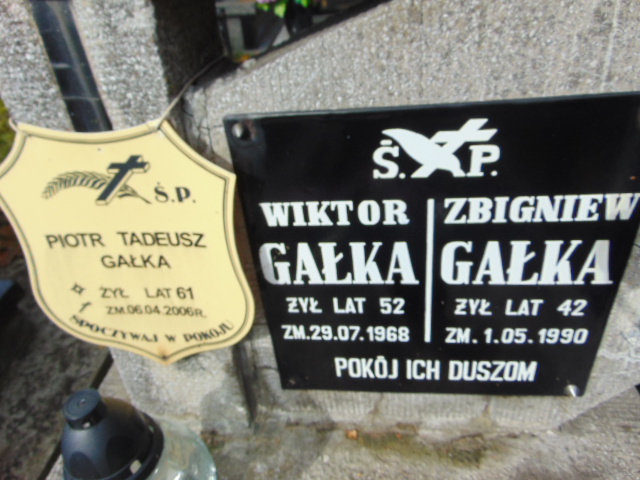 Ś.P.
PIOTR TADEUSZ
GAŁKA
ŻYŁ LAT 61
ZM.06.04.2006R.
SPOCZYWAJ W POKOJU
Ś. P.
WIKTOR
GAŁKA
ŻYŁ LAT 52
ZM.29.07.1968
ZBIGNIEW
GAŁKA
ŻYŁ LAT 42
ZM. 1.05.1990
POKÓJ ICH DUSZOM